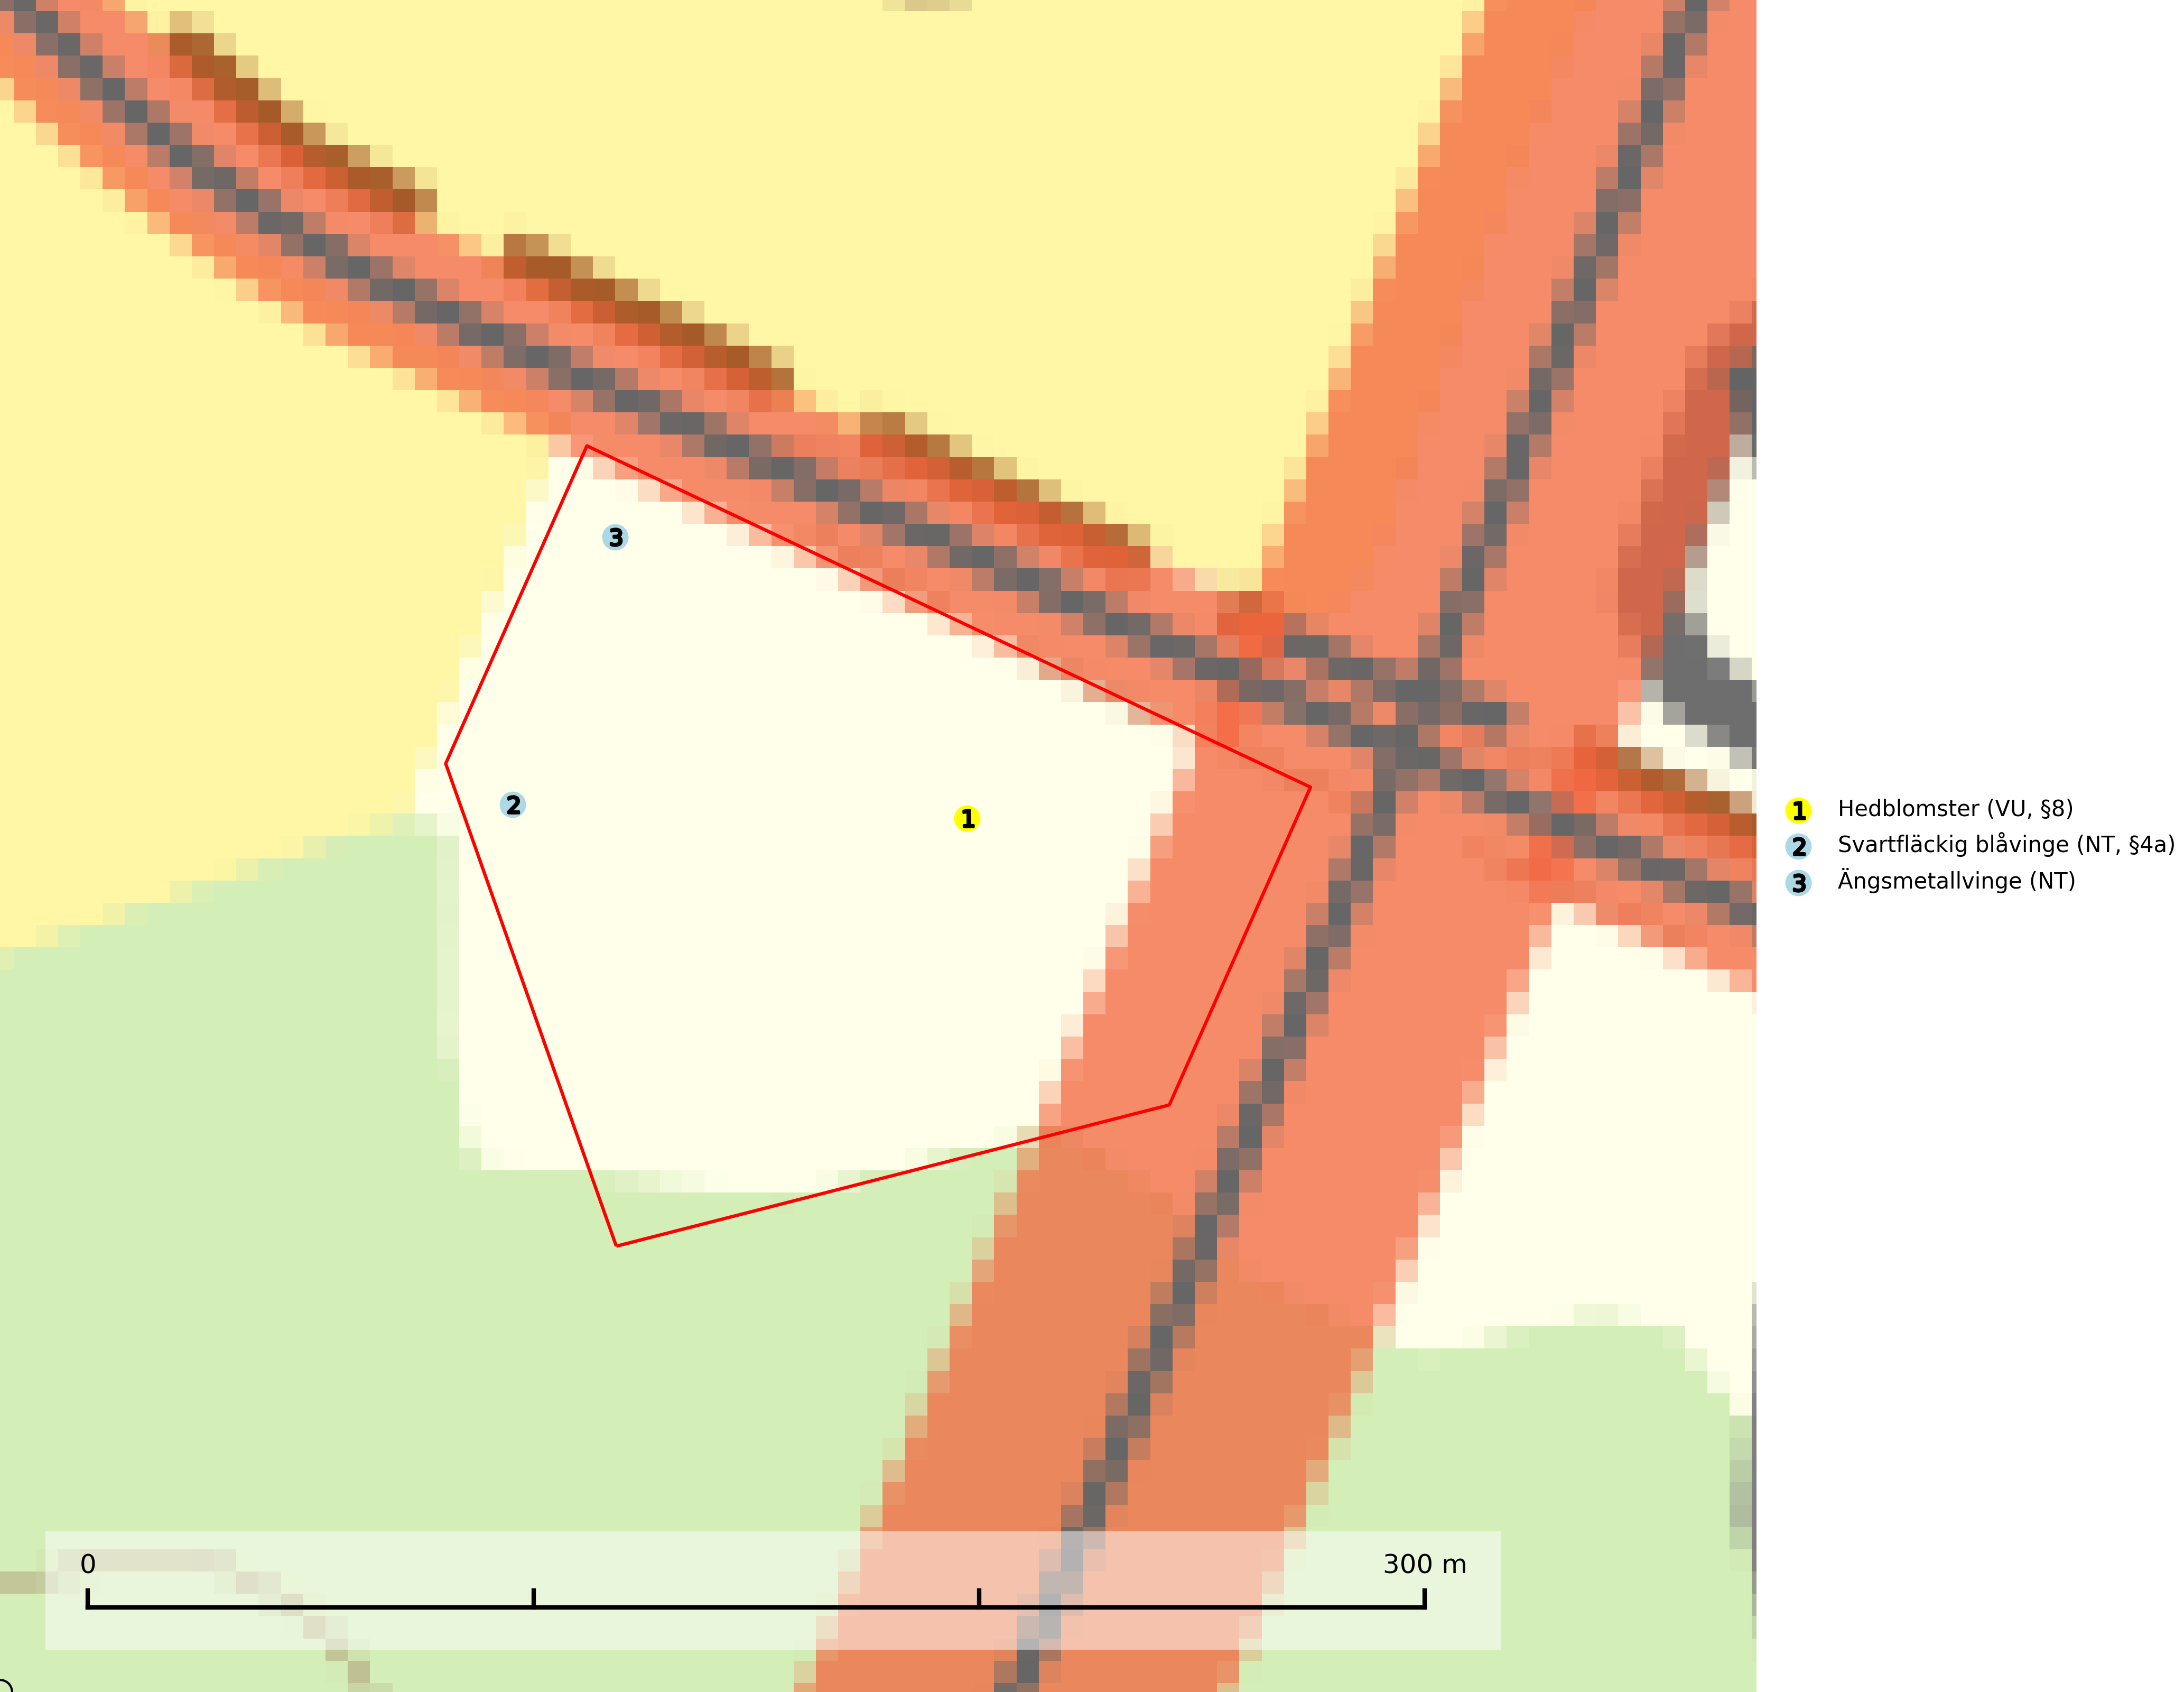 3
2
1
1 Hedblomster (VU, §8)
2 Svartfläckig blåvinge (NT, §4a)
3 Ängsmetallvinge (NT)
0 300 m